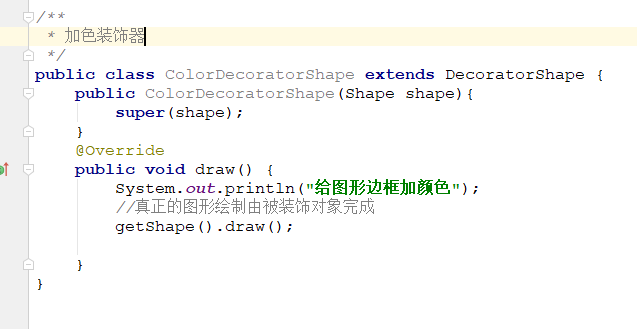 /**
 * 加色装饰器
 */
public class ColorDecoratorShape extends DecoratorShape {
    public ColorDecoratorShape(Shape shape){
        super(shape);
    }
    @Override
    public void draw() {
        System.out.println("给图形边框加颜色");
        //真正的图形绘制由被装饰对象完成
        getShape().draw();
    }
}